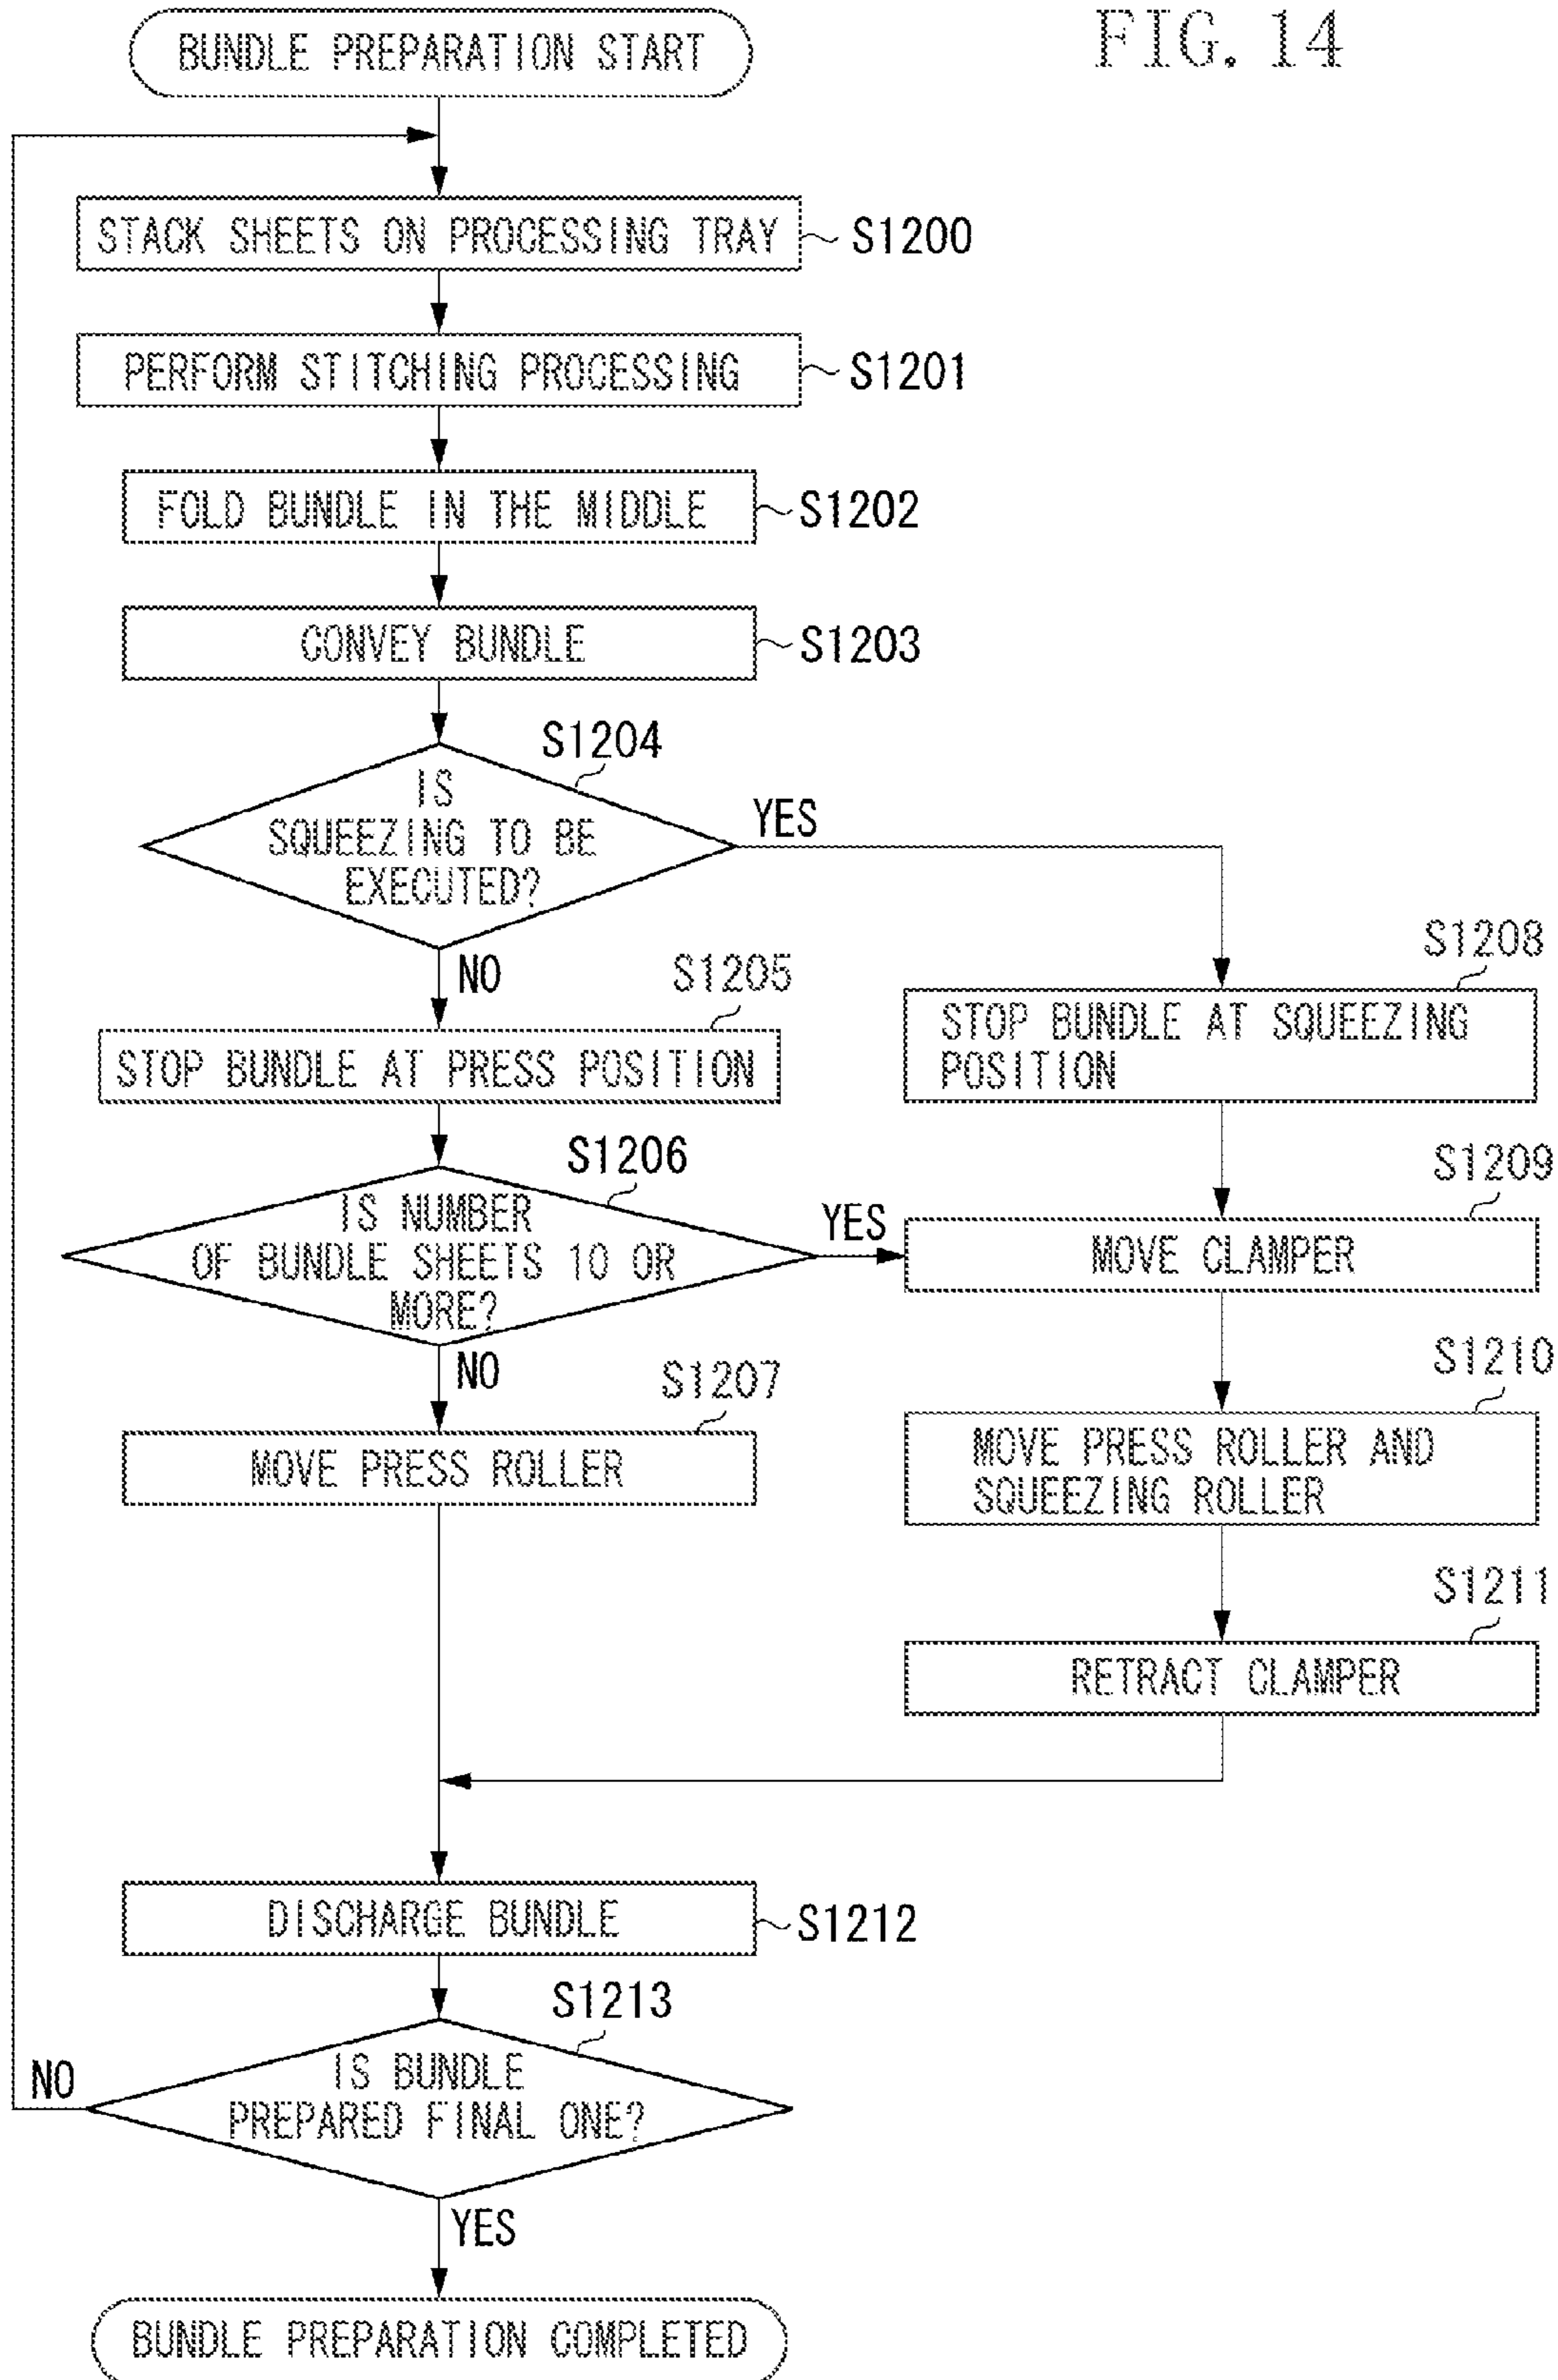 FIG. 14
BUNDLE PREPARATION START
STACK SHEETS ON PROCESSING TRAY
S1200
PERFORM STITCHING PROCESSING
S1201
FOLD BUNDLE IN THE MIDDLE
S1202
CONVEY BUNDLE
S1203
S1204
IS
SQUEEZING TO BE
EXECUTED?
YES
NO
S1205
STOP BUNDLE AT PRESS POSITION
S1208
STOP BUNDLE AT SQUEEZING
POSITION
S1206
IS NUMBER
OF BUNDLE SHEETS 10 OR
MORE?
YES
NO
S1209
MOVE CLAMPER
S1207
MOVE PRESS ROLLER
S1210
MOVE PRESS ROLLER AND
SQUEEZING ROLLER
S1211
RETRACT CLAMPER
DISCHARGE BUNDLE
S1212
S1213
IS BUNDLE
PREPARED FINAL ONE?
NO
YES
BUNDLE PREPARATION COMPLETED